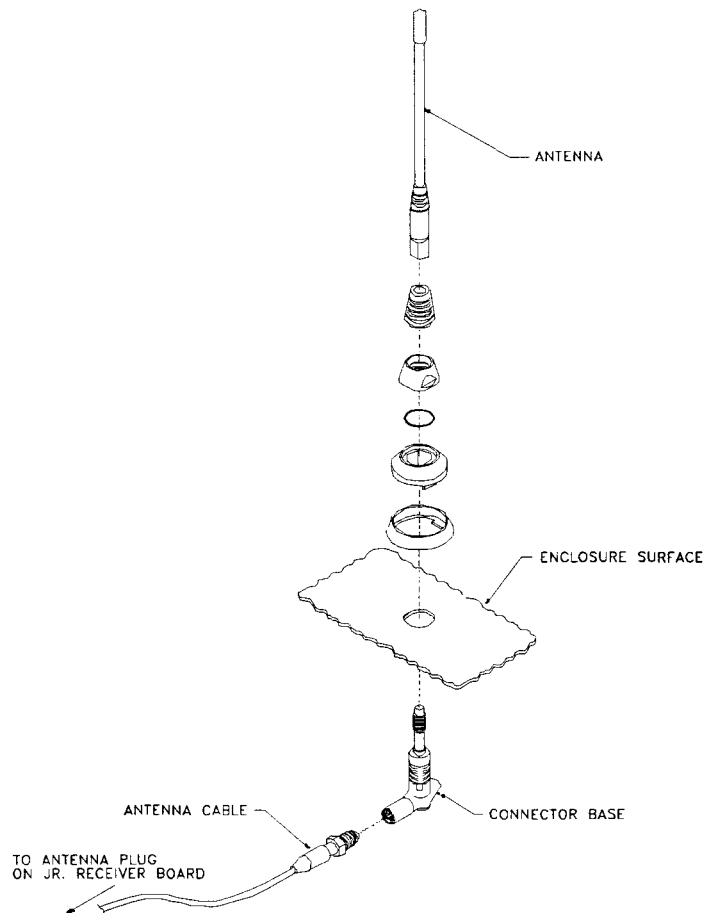 ANTENNA
ENCLOSURE SURFACE
ANTENNA CABLE
CONNECTOR BASE
TO ANTENNA PLUG
ON JR. RECEIVER BOARD